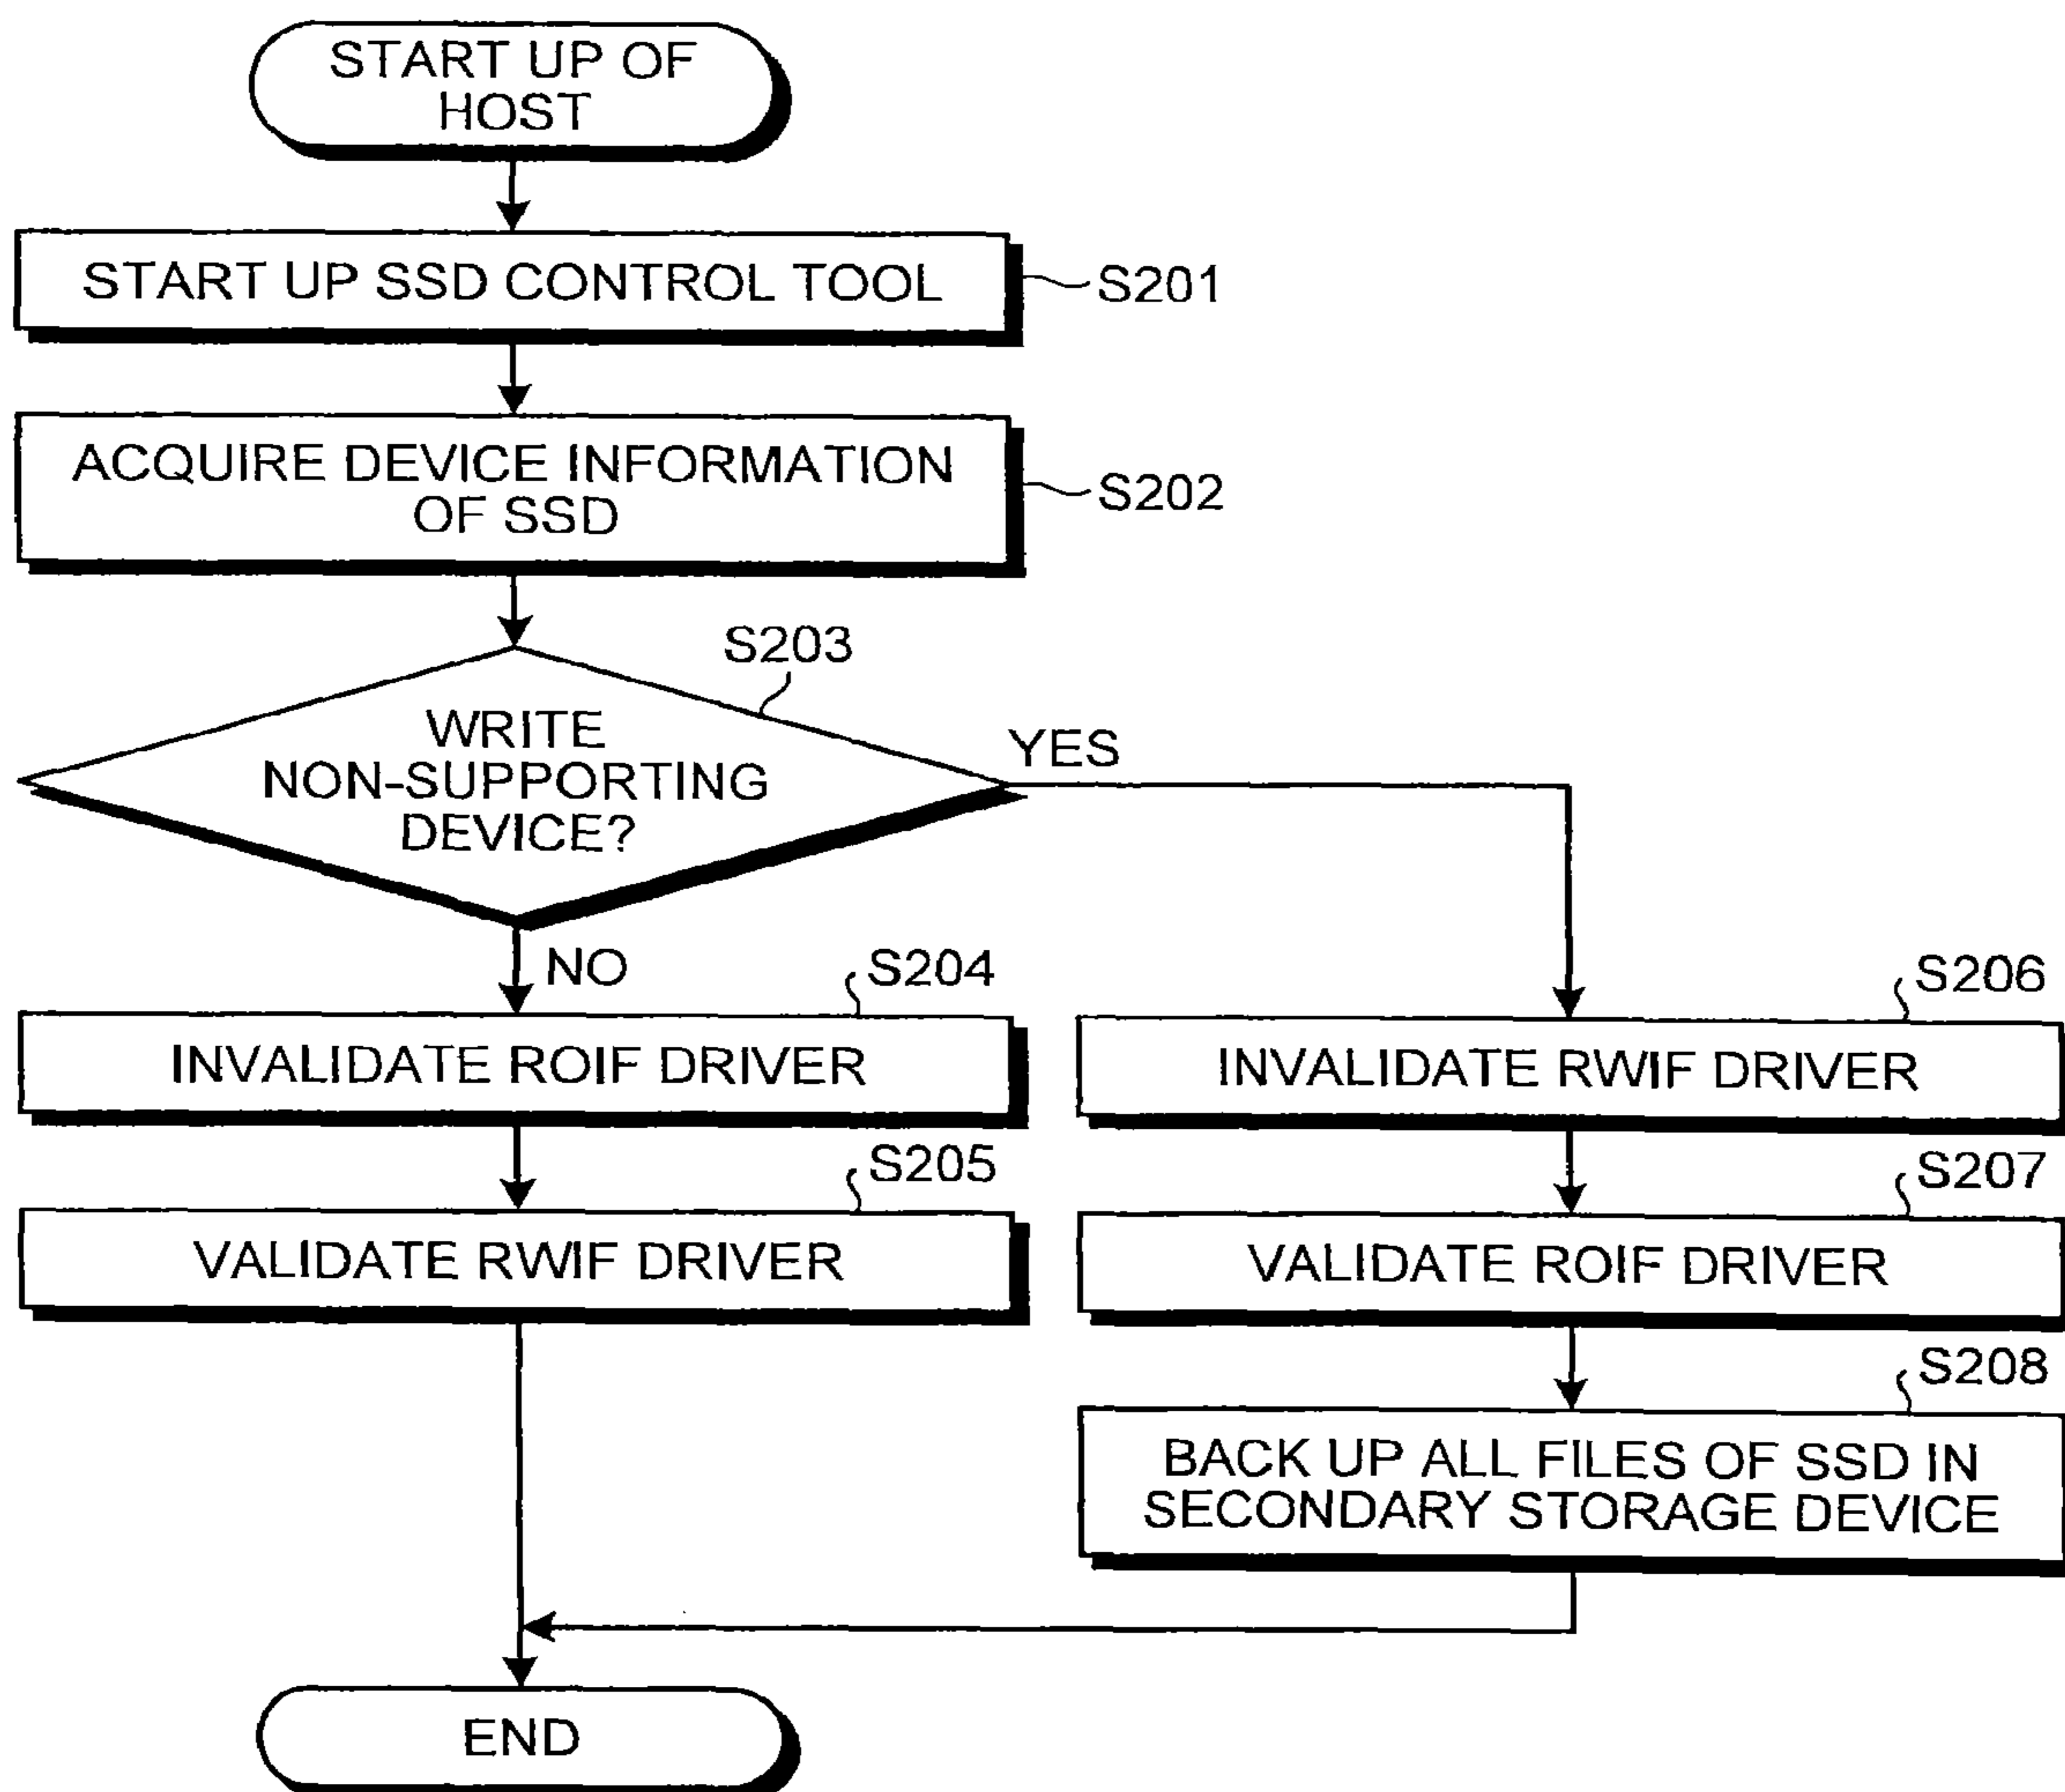 START UP OF
HOST
START UP SSD CONTROL TOOL
S201
ACQUIRE DEVICE INFORMATION
OF SSD
S202
S203
WRITE
NON-SUPPORTING
DEVICE?
YES
NO
S204
INVALIDATE ROIF DRIVER
S205
VALIDATE RWIF DRIVER
S206
INVALIDATE RWIF DRIVER
S207
VALIDATE ROIF DRIVER
S208
BACK UP ALL FILES OF SSD IN
SECONDARY STORAGE DEVICE
END